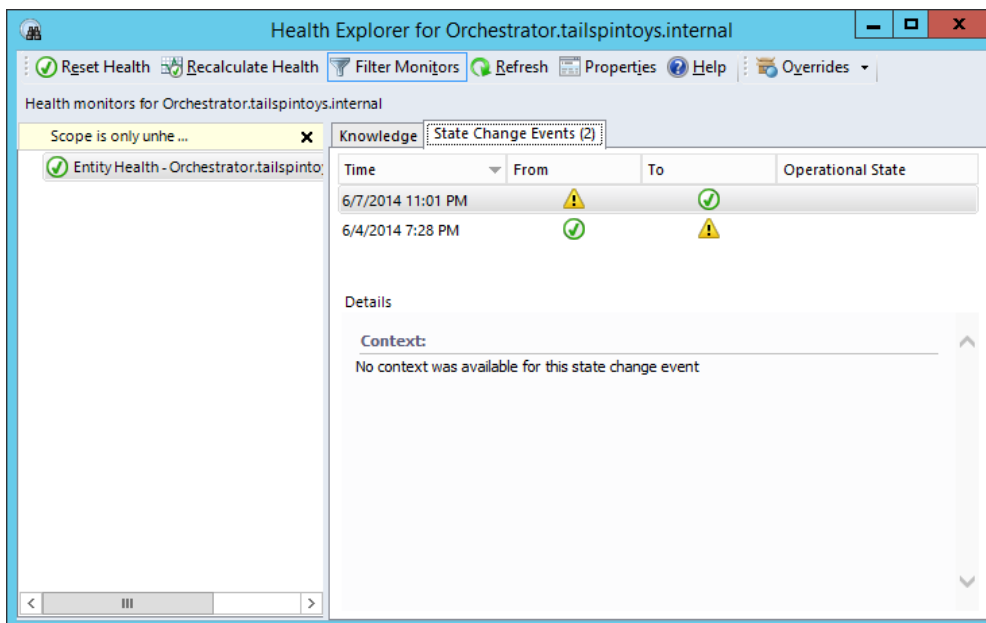 Health Explorer for Orchestrator.tailspintoys.internal
Reset Health Recalculate Health Filter Monitors Refresh Properties Help Overrides
Health monitors for Orchestrator.tailspintoys.internal
Scope is only unhe ...
Knowledge State Change Events (2)
Entity Health - Orchestrator.tailspinto
Time From To Operational State
6/7/2014 11:01 PM
6/4/2014 7:28 PM
Details
Context:
No context was available for this state change event